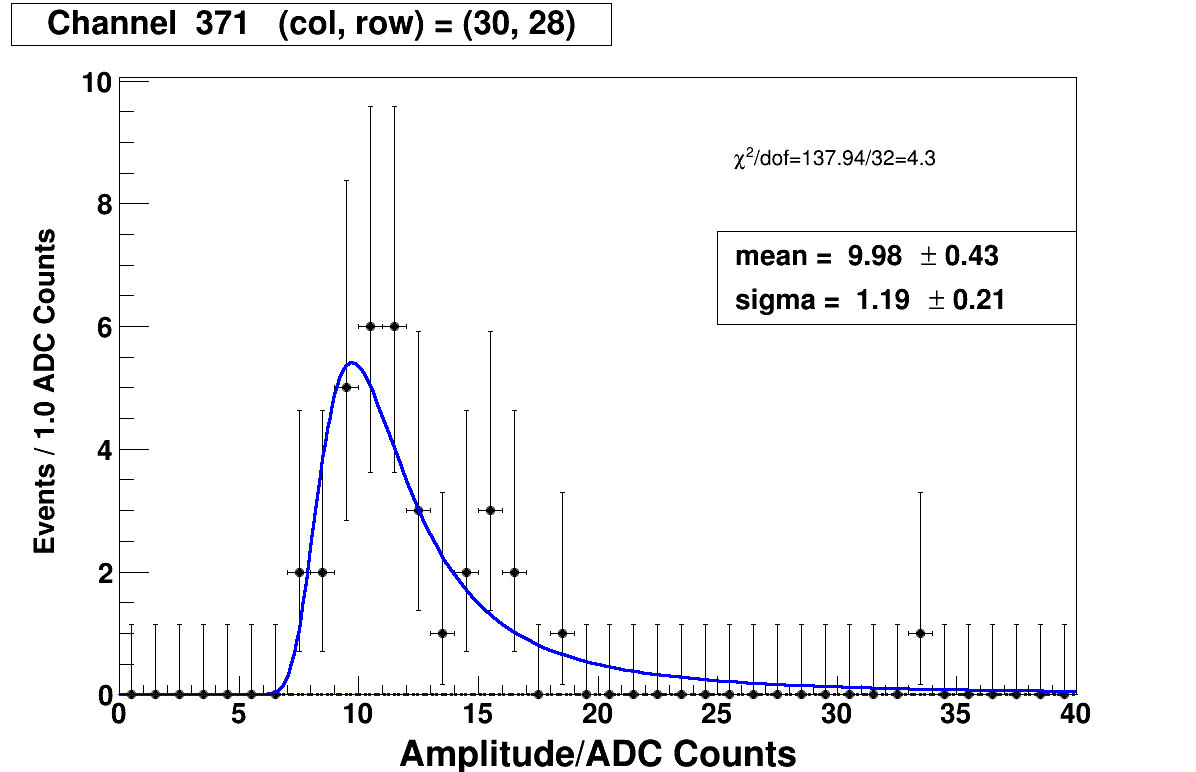 Channel  371   (col, row) = (30, 28)
10
8
6
4
2
0
Events / 1.0 ADC Counts
χ²/dof=137.94/32=4.3
mean =  9.98  ± 0.43
sigma =  1.19  ± 0.21
0 5 10 15 20 25 30 35 40
Amplitude/ADC Counts